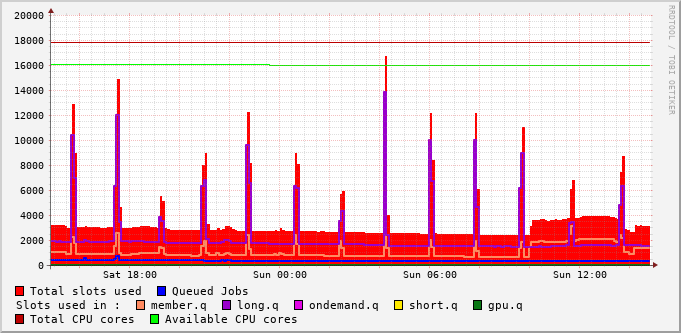 20000
18000
16000
14000
12000
10000
8000
6000
4000
2000
0
Sat 18:00 Sun 00:00 Sun 06:00 Sun 12:00
RRDTOOL / TOBI OETIKER
Total slots used Queued Jobs
Slots used in : member.q long.q ondemand.q short.q gpu.q
Total CPU cores Available CPU cores